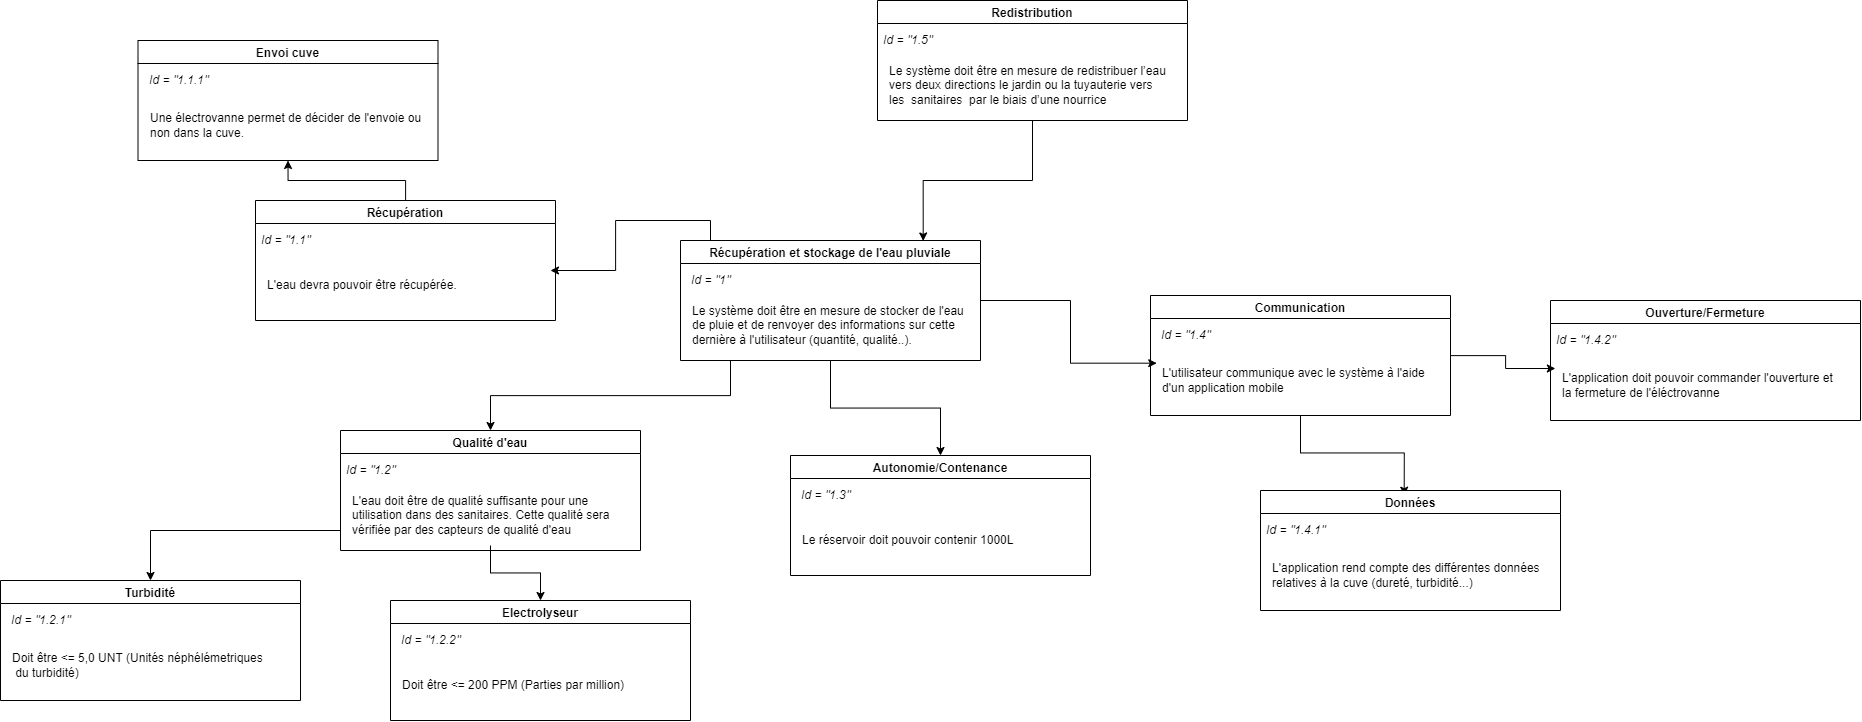 Redistribution
Id = "1.5"
Le système doit être en mesure de redistribuer l'eau
vers deux directions le jardin ou la tuyauterie vers
les  sanitaires  par le biais d'une nourrice
Envoi cuve
Id = "1.1.1"
Une électrovanne permet de décider de l'envoie ou
non dans la cuve.
Récupération
Id = "1.1"
L'eau devra pouvoir être récupérée.
Récupération et stockage de l'eau pluviale
Id = "1"
Le système doit être en mesure de stocker de l'eau
de pluie et de renvoyer des informations sur cette
dernière à l'utilisateur (quantité, qualité..).
Communication
Id = "1.4"
L'utilisateur communique avec le système à l'aide
d'un application mobile
Ouverture/Fermeture
Id = "1.4.2"
L'application doit pouvoir commander l'ouverture et
la fermeture de l'éléctrovanne
Qualité d'eau
Id = "1.2"
L'eau doit être de qualité suffisante pour une
utilisation dans des sanitaires. Cette qualité sera
vérifiée par des capteurs de qualité d'eau
Autonomie/Contenance
Id = "1.3"
Le réservoir doit pouvoir contenir 1000L
Données
Id = "1.4.1"
L'application rend compte des différentes données
relatives à la cuve (dureté, turbidité...)
Turbidité
Id = "1.2.1"
Doit être <= 5,0 UNT (Unités néphélémetriques
du turbidité)
Electrolyseur
Id = "1.2.2"
Doit être <= 200 PPM (Parties par million)